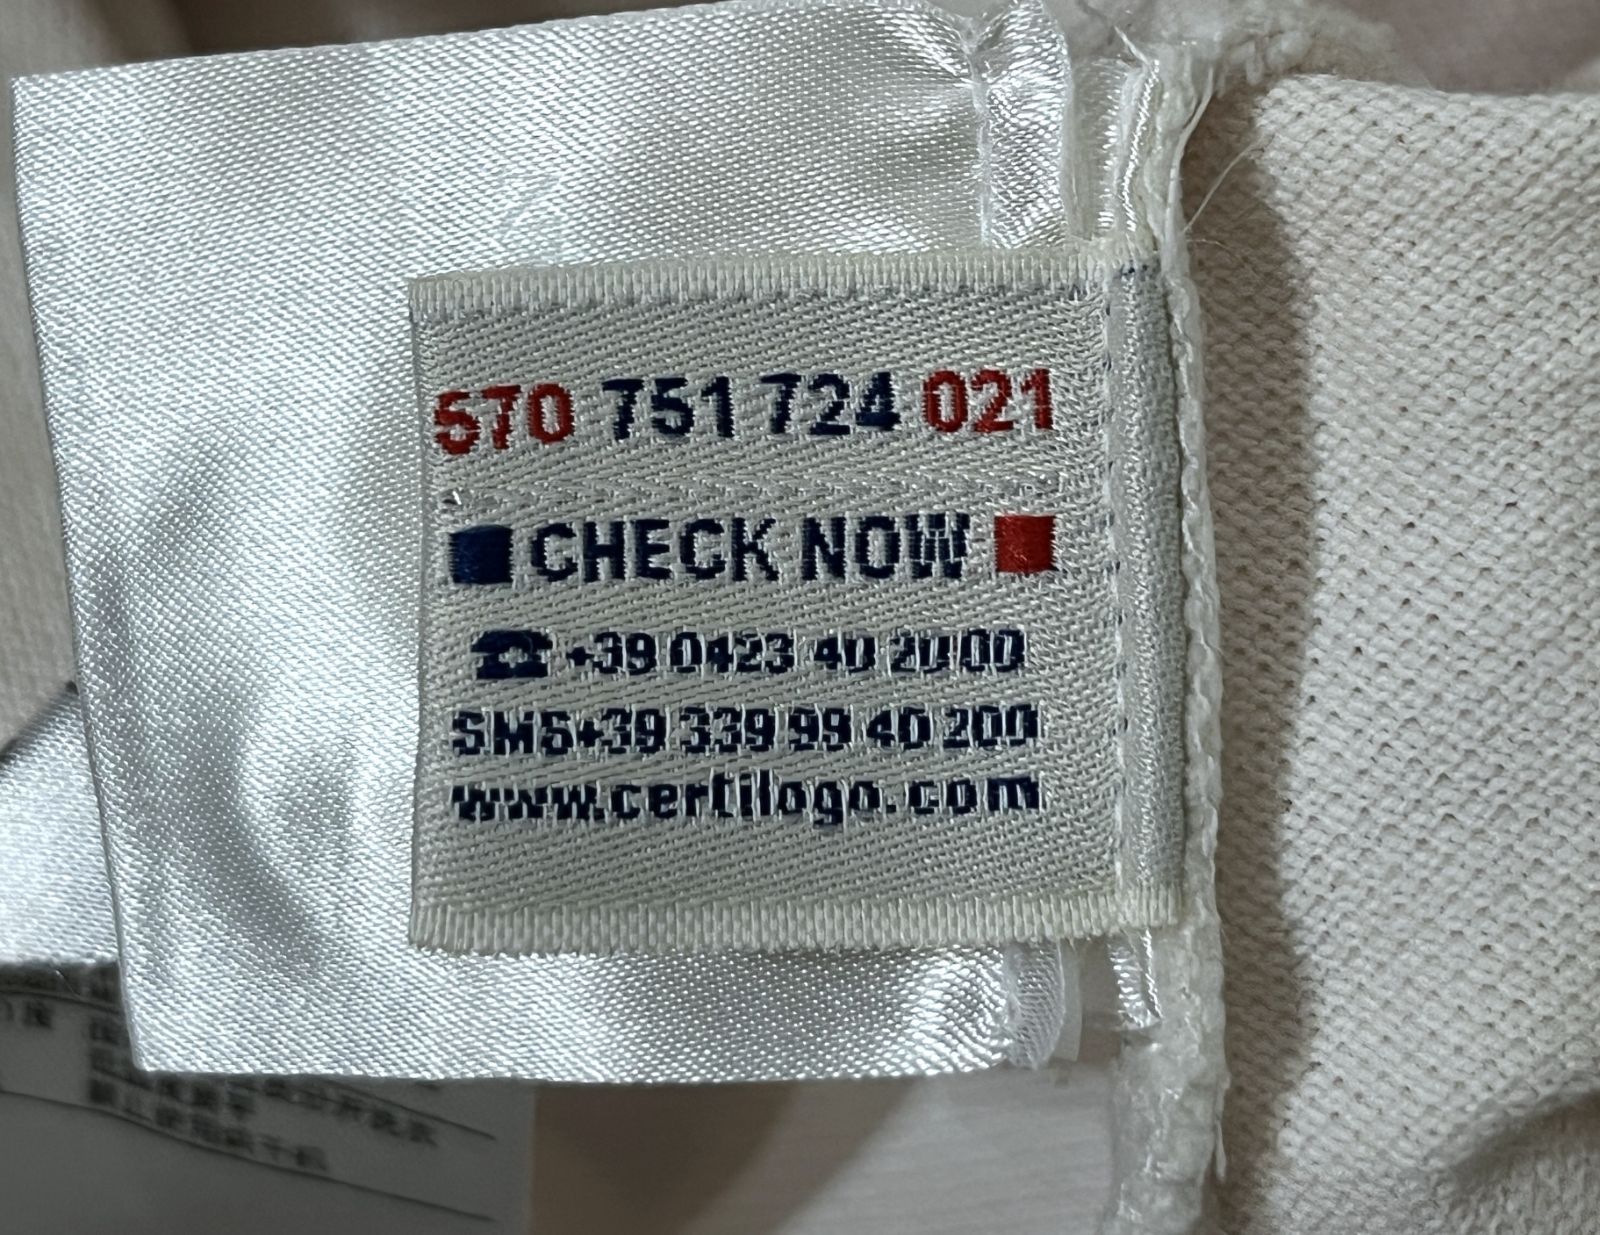 570 751 724 021
CHECK NOW
☎ +39 0423 40 20 00
SMS+39 339 99 40 200
www.certilogo.com